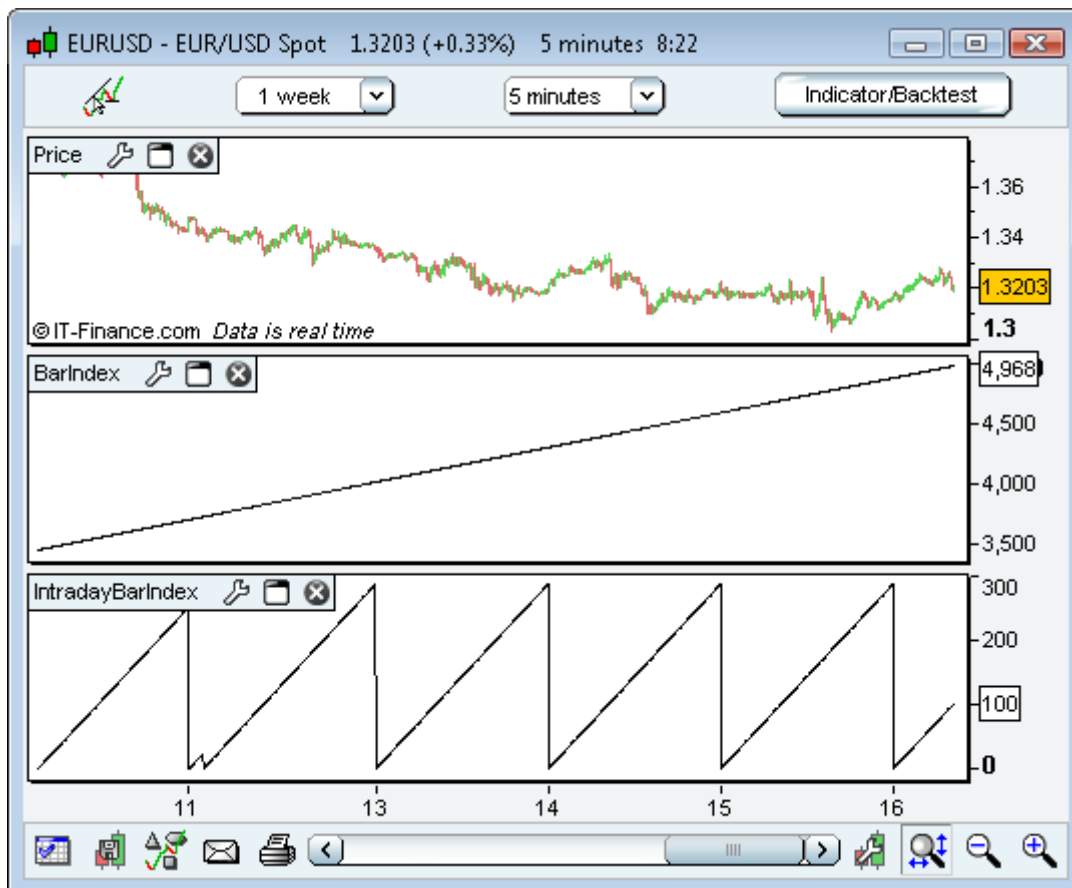 EURUSD - EUR/USD Spot 1.3203 (+0.33%) 5 minutes 8:22
1 week
5 minutes
Indicator/Backtest
Price
1.36
1.34
1.3203
1.3
© IT-Finance.com Data is real time
BarIndex
4,968
4,500
4,000
3,500
IntradayBarIndex
300
200
100
0
11 13 14 15 16